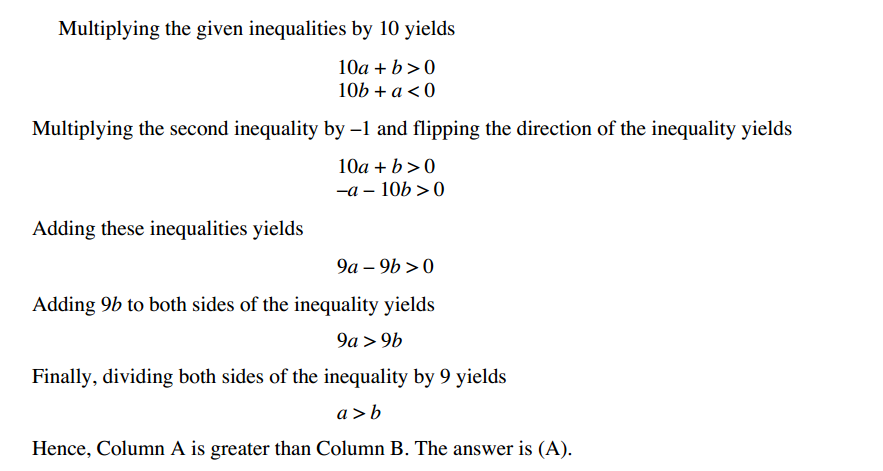 Multiplying the given inequalities by 10 yields
10a + b > 0
10b + a < 0
Multiplying the second inequality by –1 and flipping the direction of the inequality yields
10a + b > 0
–a – 10b > 0
Adding these inequalities yields
9a – 9b > 0
Adding 9b to both sides of the inequality yields
9a > 9b
Finally, dividing both sides of the inequality by 9 yields
a > b
Hence, Column A is greater than Column B. The answer is (A).